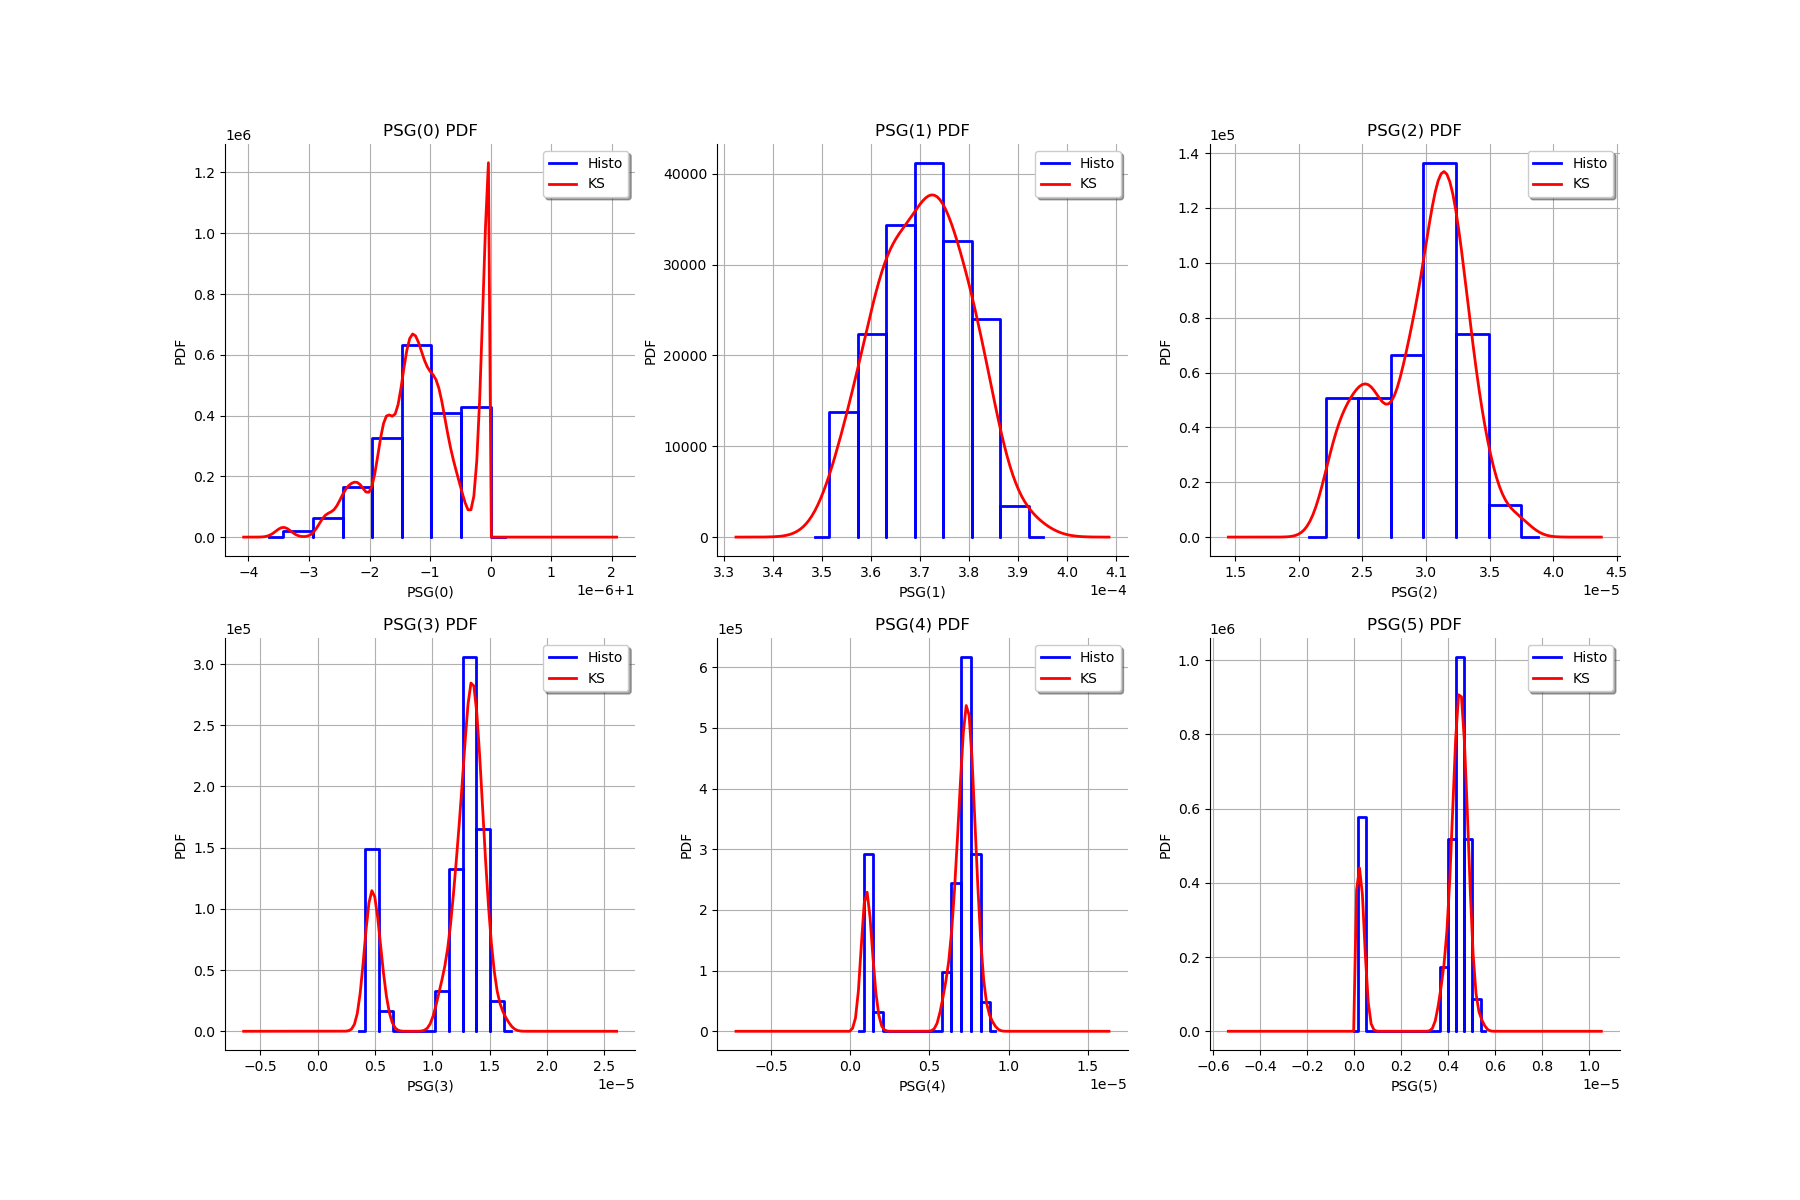 PSG(0) PDF
1e6
Histo
KS
1.2
1.0
0.8
0.6
0.4
0.2
0.0
PDF
−4 −3 −2 −1 0 1 2
PSG(0)
1e−6+1
PSG(1) PDF
Histo
KS
40000
30000
20000
10000
0
PDF
3.3 3.4 3.5 3.6 3.7 3.8 3.9 4.0 4.1
PSG(1)
1e−4
PSG(2) PDF
1e5
Histo
KS
1.4
1.2
1.0
0.8
0.6
0.4
0.2
0.0
PDF
1.5 2.0 2.5 3.0 3.5 4.0 4.5
PSG(2)
1e−5
PSG(3) PDF
1e5
Histo
KS
3.0
2.5
2.0
1.5
1.0
0.5
0.0
PDF
−0.5 0.0 0.5 1.0 1.5 2.0 2.5
PSG(3)
1e−5
PSG(4) PDF
1e5
Histo
KS
6
5
4
3
2
1
0
PDF
−0.5 0.0 0.5 1.0 1.5
PSG(4)
1e−5
PSG(5) PDF
1e6
Histo
KS
1.0
0.8
0.6
0.4
0.2
0.0
PDF
−0.6 −0.4 −0.2 0.0 0.2 0.4 0.6 0.8 1.0
PSG(5)
1e−5